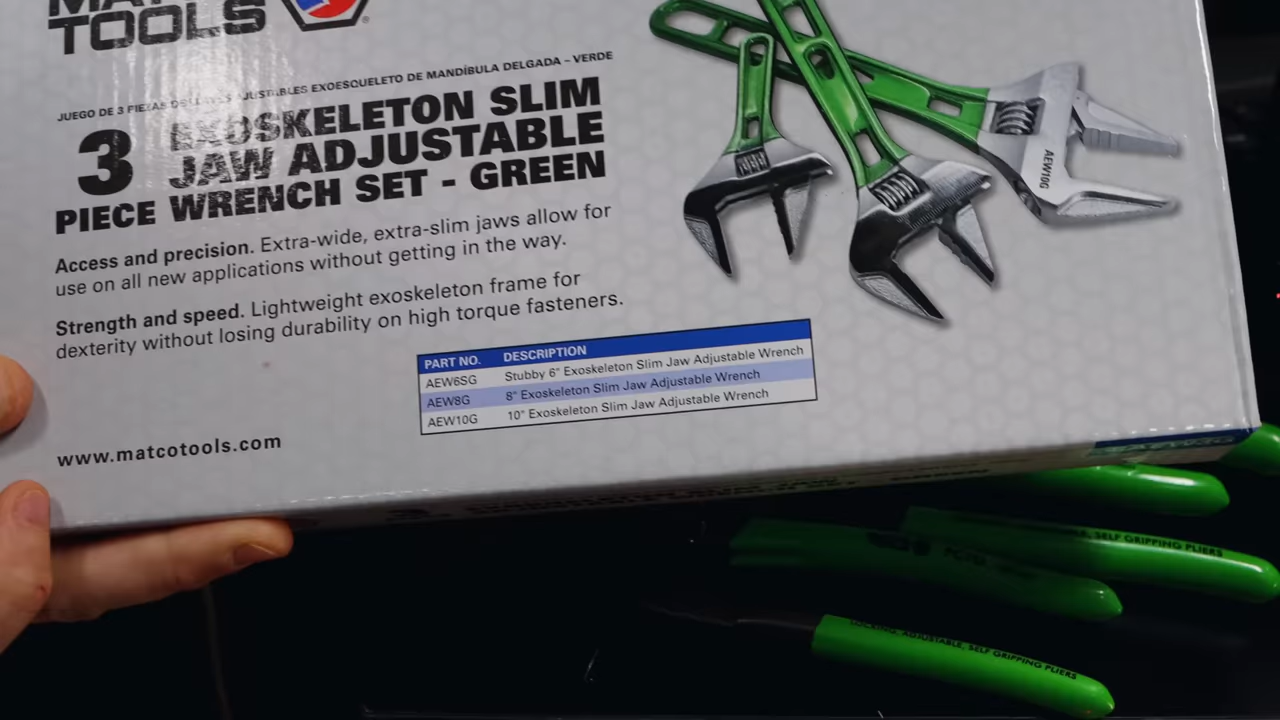 TOOLS
JUEGO DE 3 PIEZAS DE LLAVES AJUSTABLES EXOESQUELETO DE MANDÍBULA DELGADA – VERDE
3 EXOSKELETON SLIM
JAW ADJUSTABLE
PIECE WRENCH SET - GREEN
Access and precision. Extra-wide, extra-slim jaws allow for
use on all new applications without getting in the way.
Strength and speed. Lightweight exoskeleton frame for
dexterity without losing durability on high torque fasteners.
PART NO. DESCRIPTION
AEW6SG Stubby 6" Exoskeleton Slim Jaw Adjustable Wrench
AEW8G 8" Exoskeleton Slim Jaw Adjustable Wrench
AEW10G 10" Exoskeleton Slim Jaw Adjustable Wrench
www.matcotools.com
AEW10G
SELF GRIPPING PLIERS
LOCKING, ADJUSTABLE, SELF GRIPPING PLIERS